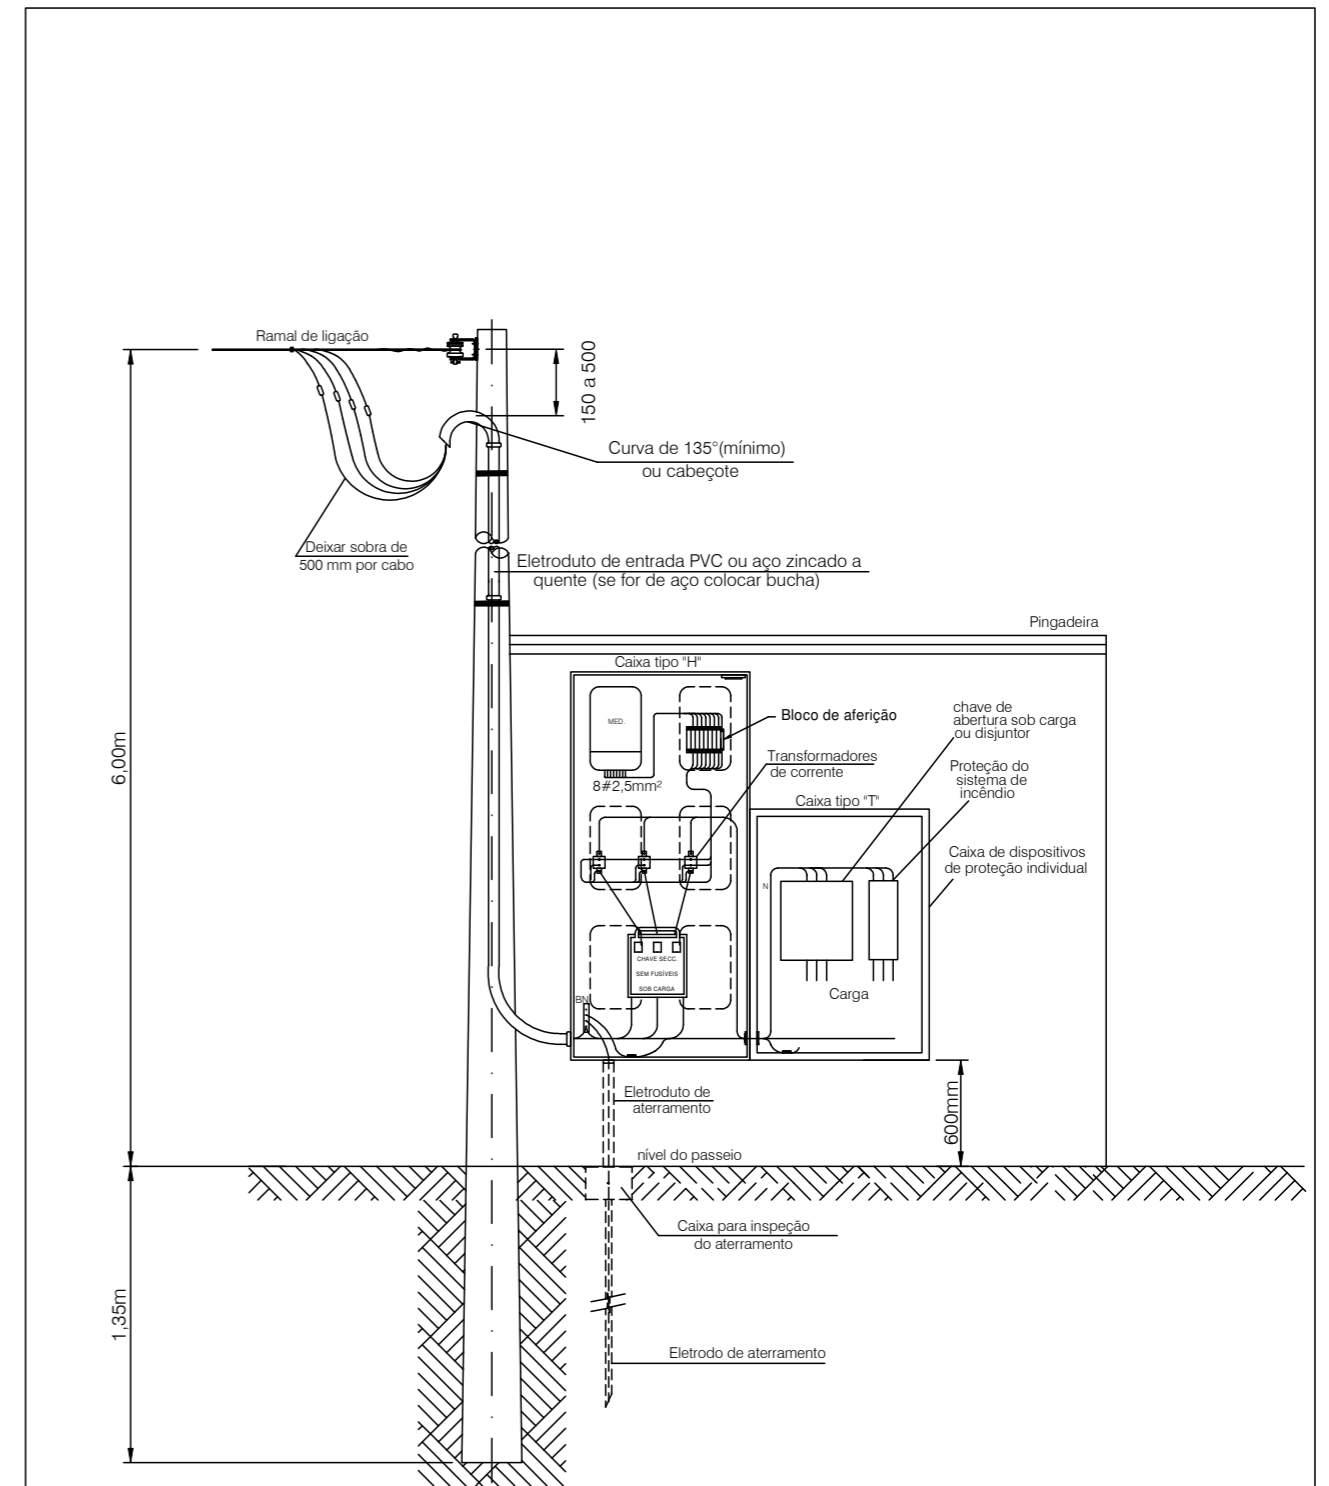 Ramal de ligação
150 a 500
Curva de 135°(mínimo)
ou cabeçote
Deixar sobra de
500 mm por cabo
Eletroduto de entrada PVC ou aço zincado a
quente (se for de aço colocar bucha)
Pingadeira
Caixa tipo "H"
MED.
Bloco de aferição
chave de
abertura sob carga
ou disjuntor
6,00m
Transformadores
de corrente
Proteção do
sistema de
incêndio
8#2,5mm²
Caixa tipo "T"
Caixa de dispositivos
de proteção individual
N
CHAVE SECC.
SEM FUSÍVEIS
SOB CARGA
Carga
BN
Eletroduto de
aterramento
600mm
nível do passeio
Caixa para inspeção
do aterramento
1,35m
Eletrodo de aterramento